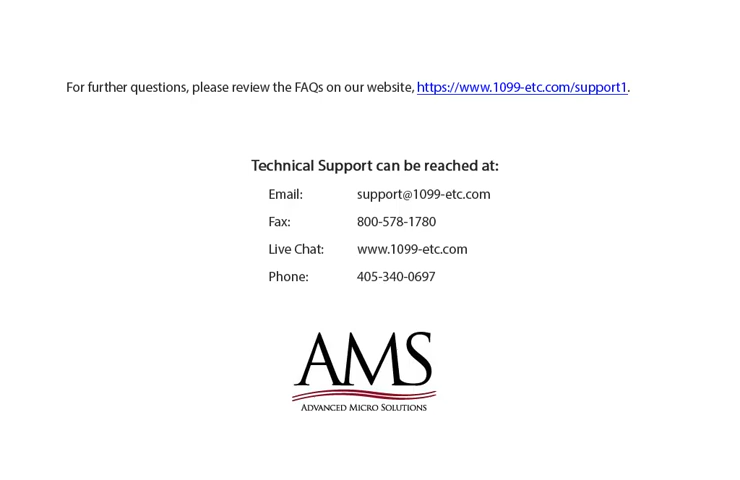 For further questions, please review the FAQs on our website, https://www.1099-etc.com/support1.
Technical Support can be reached at:
Email: support@1099-etc.com
Fax: 800-578-1780
Live Chat: www.1099-etc.com
Phone: 405-340-0697
AMS
ADVANCED MICRO SOLUTIONS